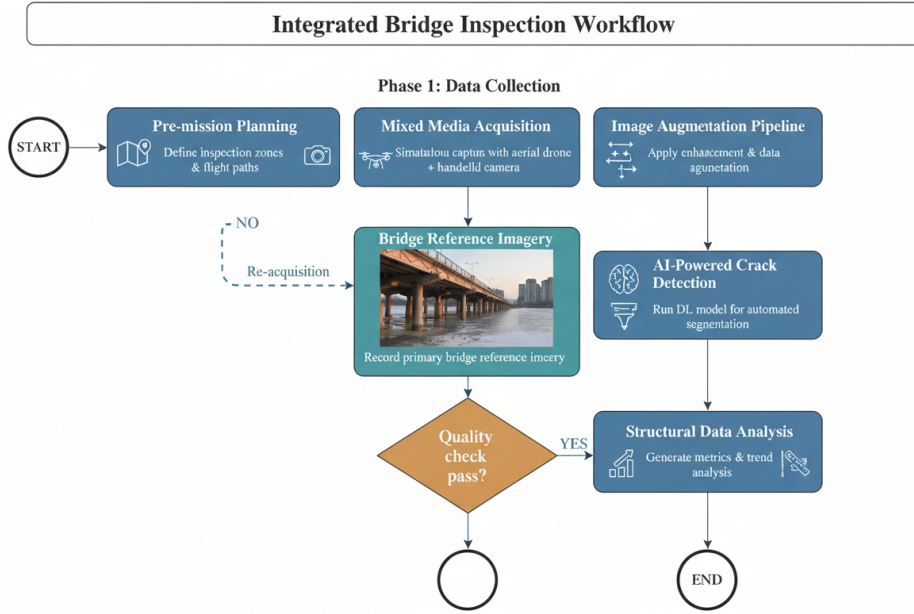 Integrated Bridge Inspection Workflow
Phase 1: Data Collection
START
Pre-mission Planning
Define inspection zones
& flight paths
Mixed Media Acquisition
Simatatou captun with aerial drone
+ handelld camera
Image Augmentation Pipeline
Apply enhancement & data
agunetation
NO
Re-acquisition
Bridge Reference Imagery
Record primary bridge reference imeery
AI-Powered Crack
Detection
Run DL model for automated
segnentation
Quality
check
pass?
YES
Structural Data Analysis
Generate metrics & trend
analysis
END